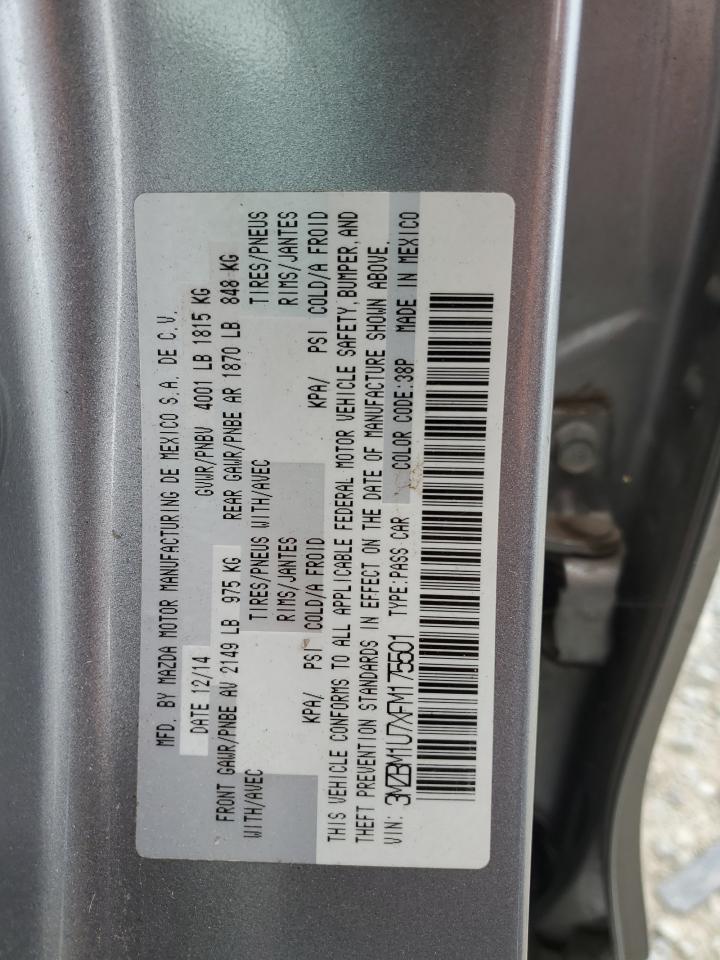 MFD. BY MAZDA MOTOR MANUFACTURING DE MEXICO S.A. DE C.V.
DATE 12/14 GVWR/PNBV 4001 LB 1815 KG
FRONT GAWR/PNBE AV 2149 LB 975 KG REAR GAWR/PNBE AR 1870 LB 848 KG
WITH/AVEC TIRES/PNEUS WITH/AVEC TIRES/PNEUS
RIMS/JANTES RIMS/JANTES
KPA/ PSI COLD/A FROID KPA/ PSI COLD/A FROID
THIS VEHICLE CONFORMS TO ALL APPLICABLE FEDERAL MOTOR VEHICLE SAFETY, BUMPER, AND
THEFT PREVENTION STANDARDS IN EFFECT ON THE DATE OF MANUFACTURE SHOWN ABOVE.
VIN: 3MZBM1U7XFM175501 TYPE:PASS CAR COLOR CODE:38P MADE IN MEXICO